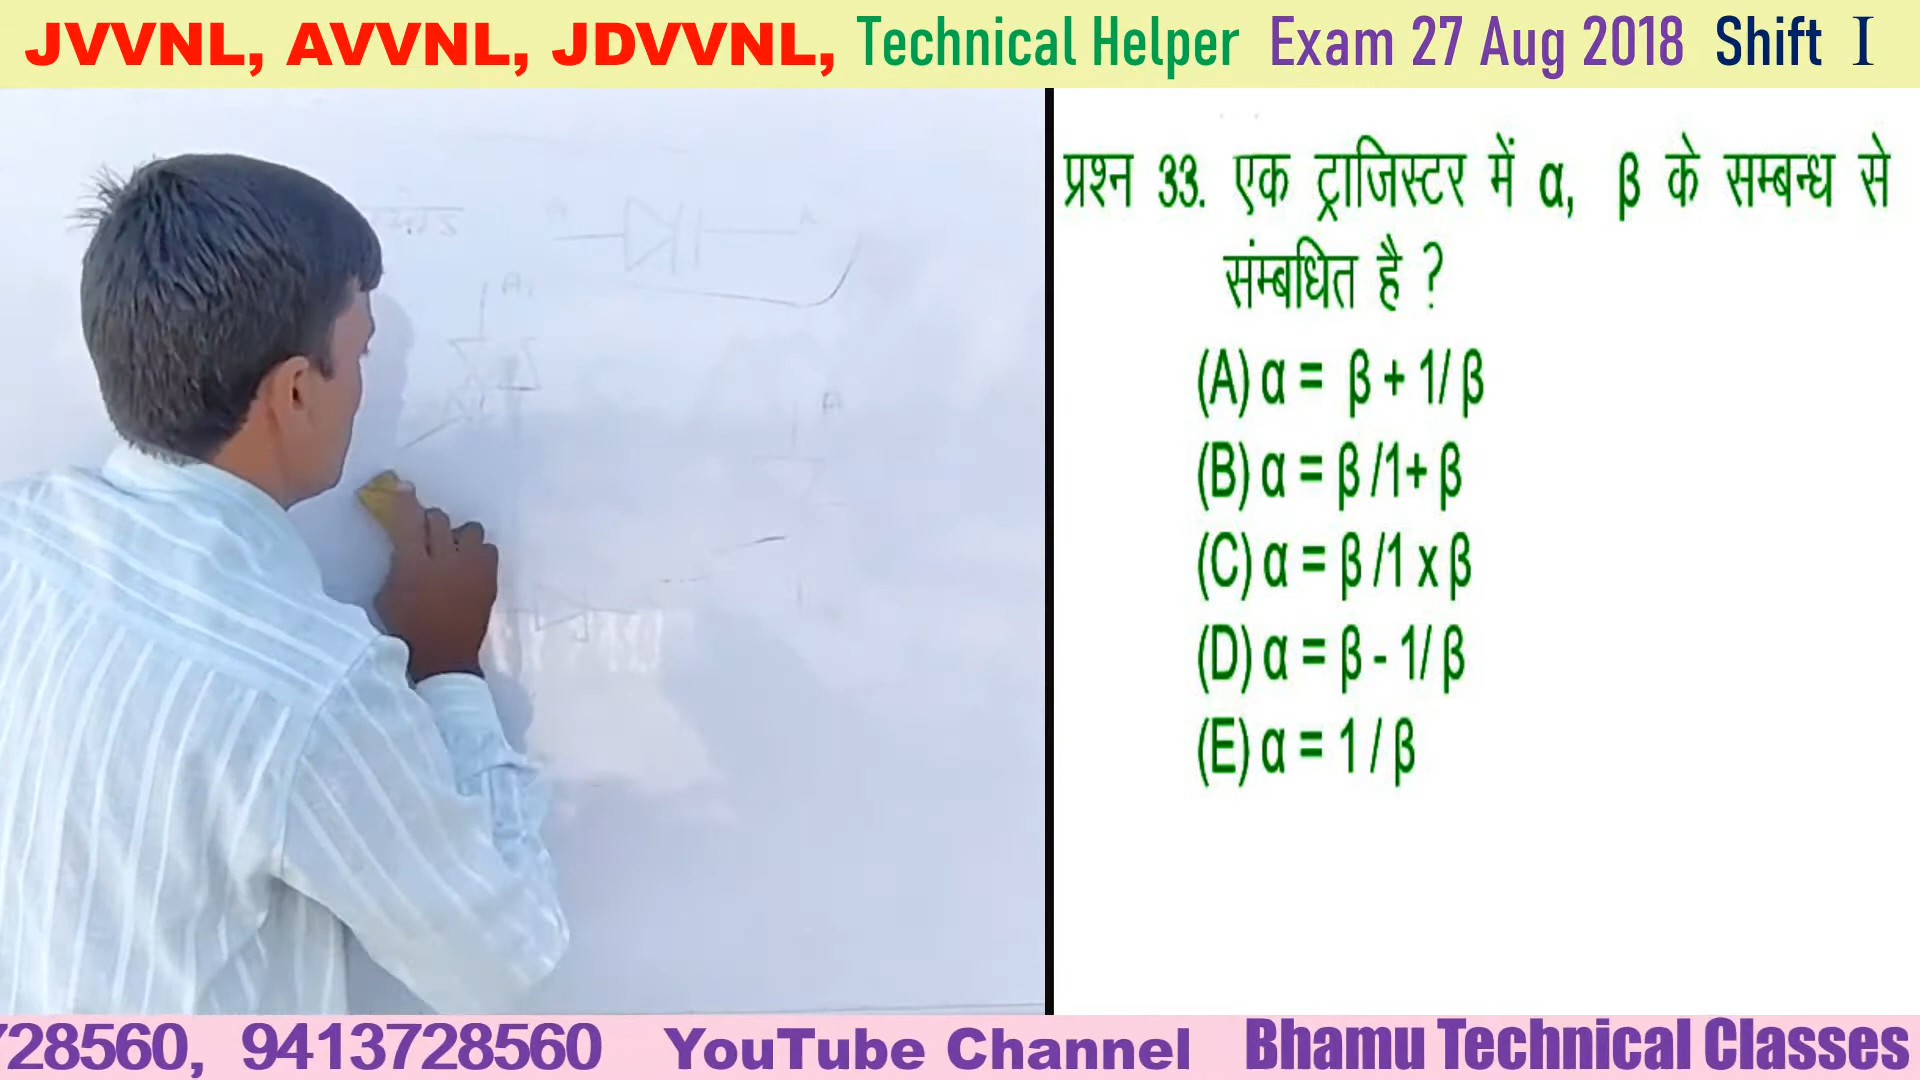 JVVNL, AVVNL, JDVVNL, Technical Helper Exam 27 Aug 2018 Shift I
प्रश्न 33. एक ट्राजिस्टर में α, β के सम्बन्ध से
संम्बधित है ?
(A) α = β + 1/ β
(B) α = β /1+ β
(C) α = β /1 x β
(D) α = β - 1/ β
(E) α = 1 / β
728560, 9413728560 YouTube Channel Bhamu Technical Classes